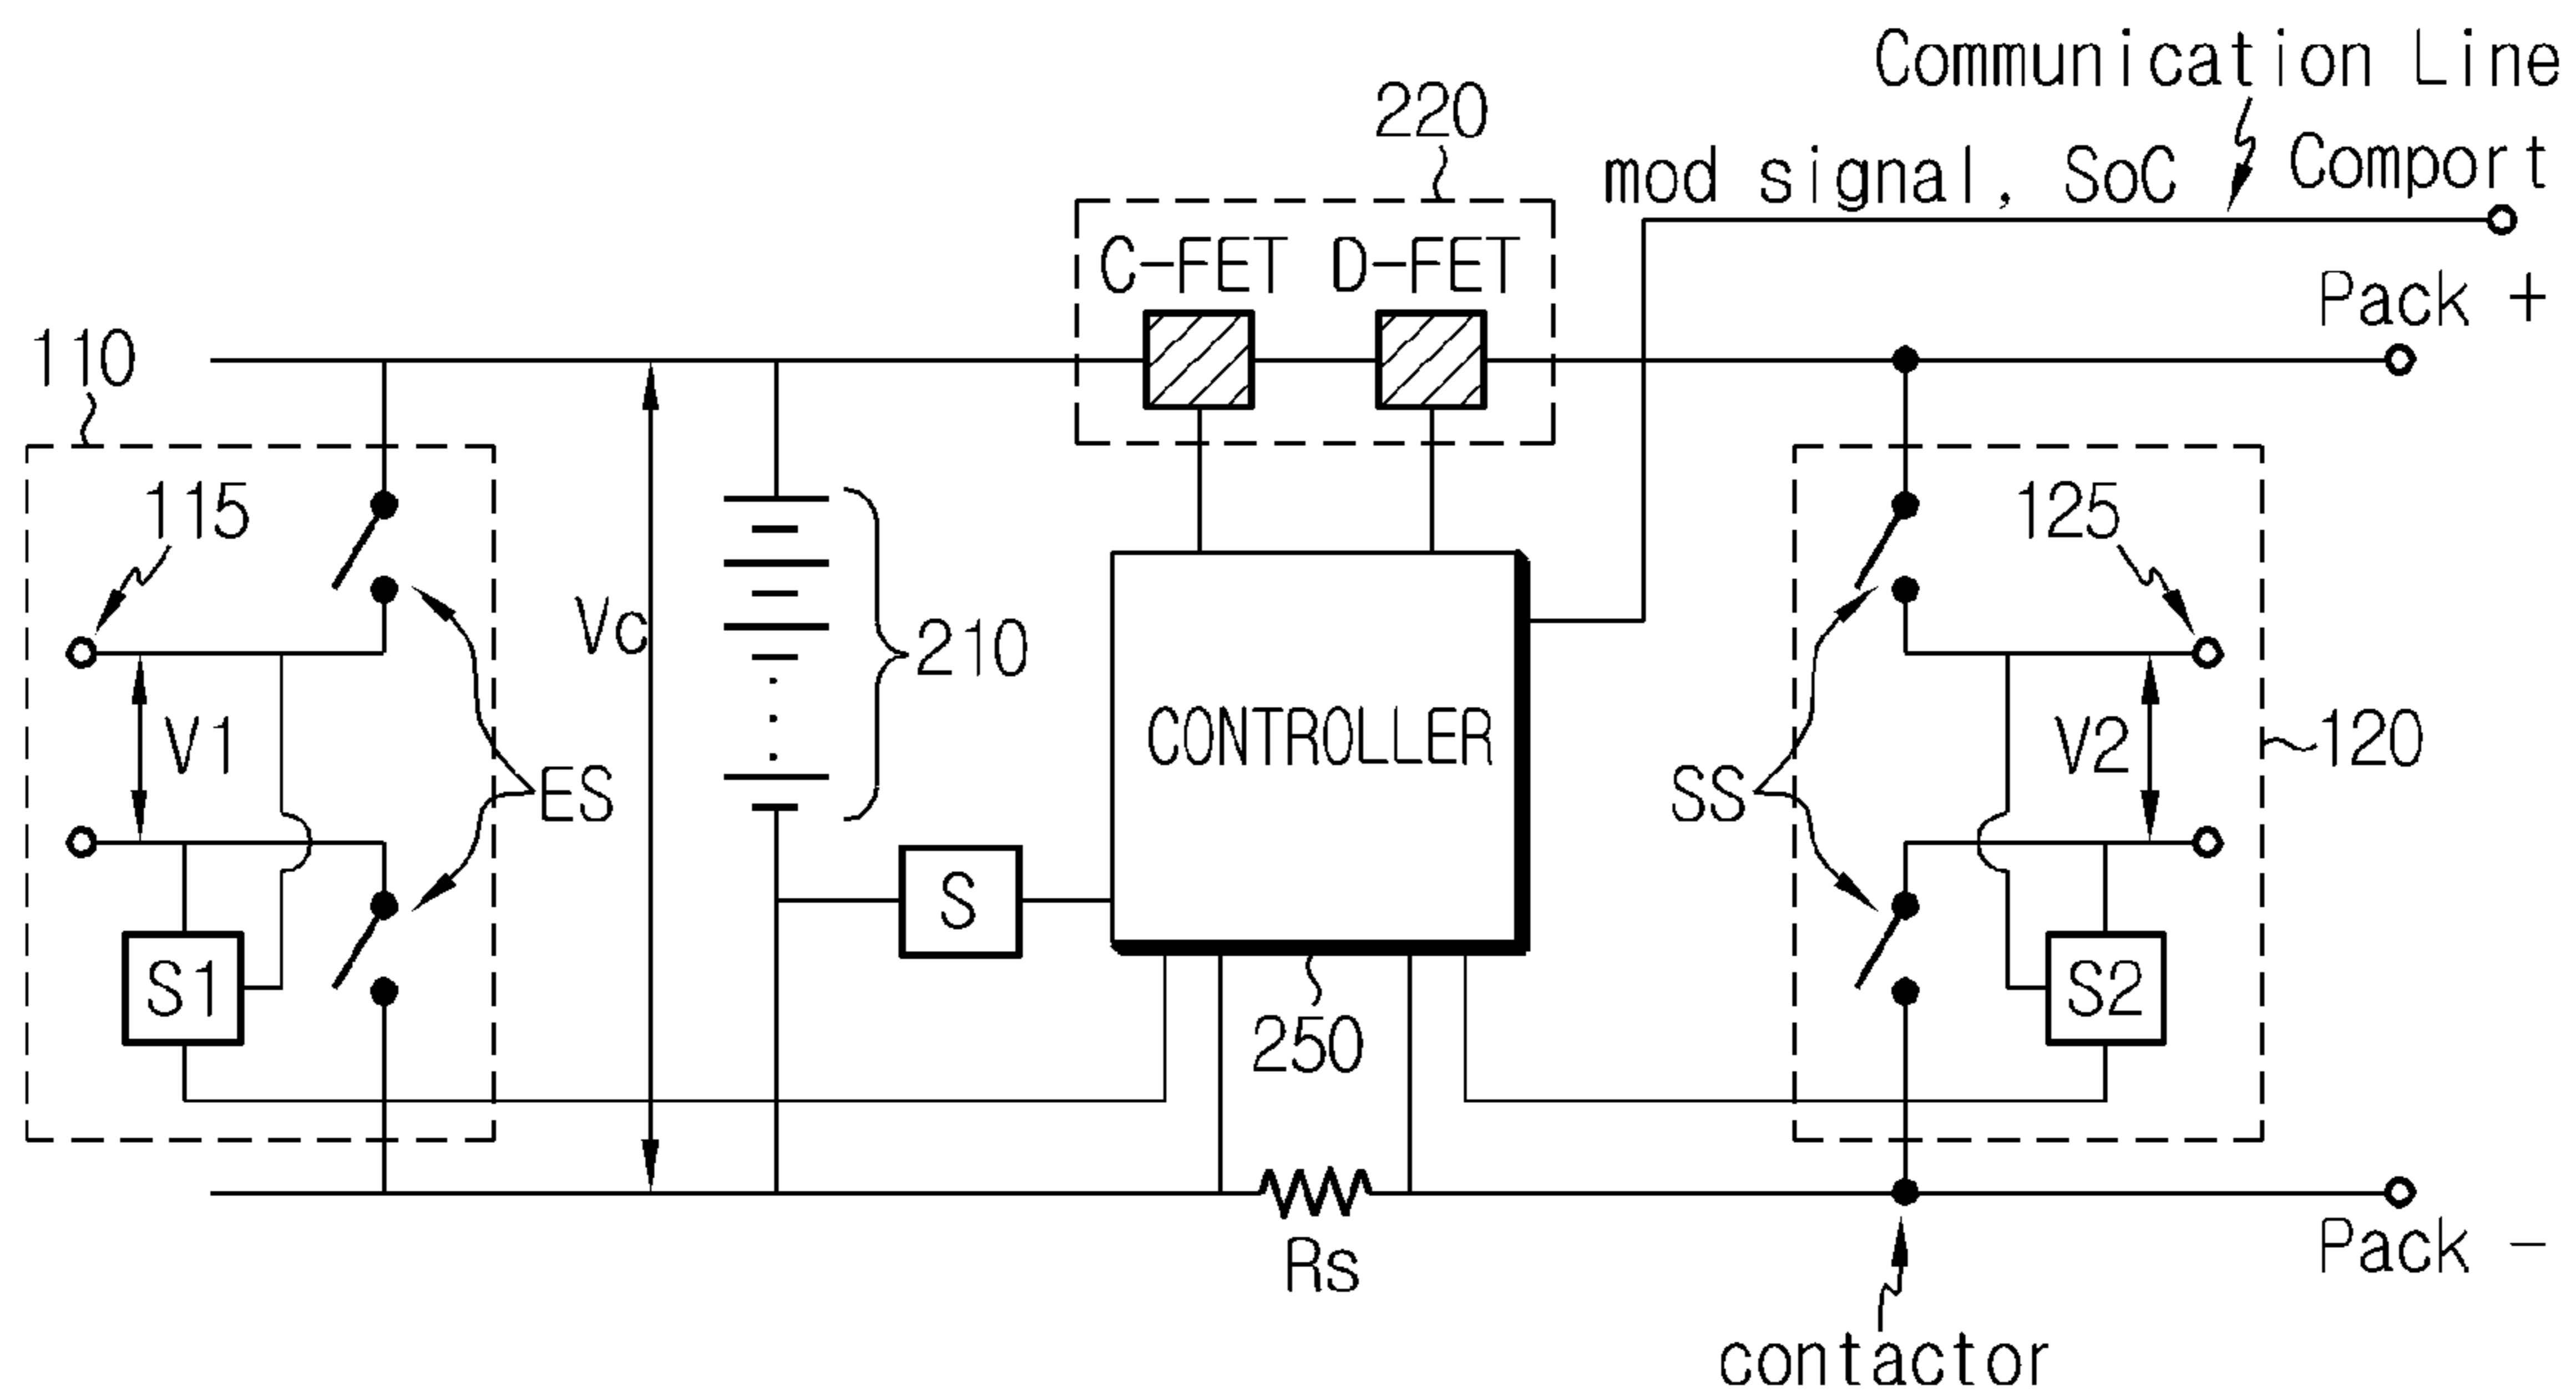 Communication Line
220
mod signal, SoC
Comport
C-FET
D-FET
Pack +
110
115
125
Vc
210
V1
CONTROLLER
V2
120
ES
SS
S
S1
S2
250
Rs
Pack -
contactor